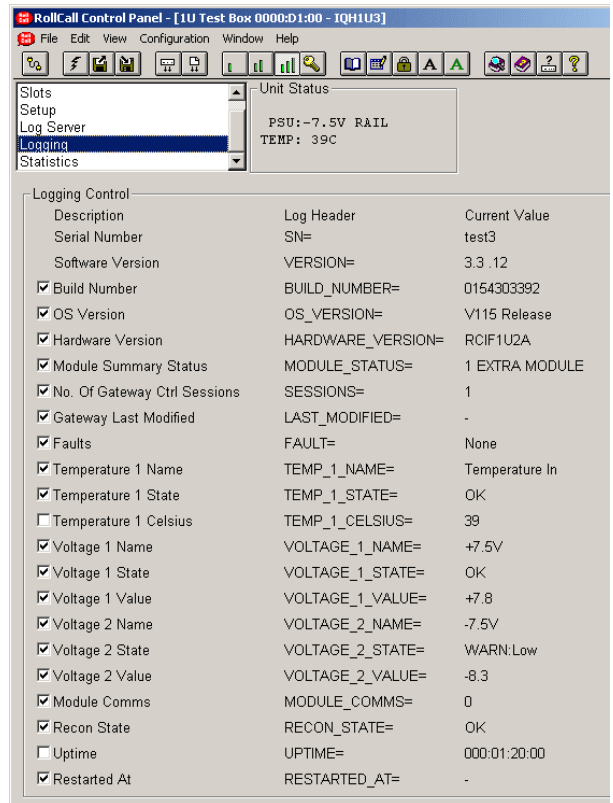 RollCall Control Panel - [1U Test Box 0000:D1:00 - IQH1U3]
File Edit View Configuration Window Help
A A
Slots
Setup
Log Server
Logging
Statistics
Unit Status
PSU:-7.5V RAIL
TEMP: 39C
Logging Control
Description Log Header Current Value
Serial Number SN= test3
Software Version VERSION= 3.3 .12
Build Number BUILD_NUMBER= 0154303392
OS Version OS_VERSION= V115 Release
Hardware Version HARDWARE_VERSION= RCIF1U2A
Module Summary Status MODULE_STATUS= 1 EXTRA MODULE
No. Of Gateway Ctrl Sessions SESSIONS= 1
Gateway Last Modified LAST_MODIFIED= -
Faults FAULT= None
Temperature 1 Name TEMP_1_NAME= Temperature In
Temperature 1 State TEMP_1_STATE= OK
Temperature 1 Celsius TEMP_1_CELSIUS= 39
Voltage 1 Name VOLTAGE_1_NAME= +7.5V
Voltage 1 State VOLTAGE_1_STATE= OK
Voltage 1 Value VOLTAGE_1_VALUE= +7.8
Voltage 2 Name VOLTAGE_2_NAME= -7.5V
Voltage 2 State VOLTAGE_2_STATE= WARN:Low
Voltage 2 Value VOLTAGE_2_VALUE= -8.3
Module Comms MODULE_COMMS= 0
Recon State RECON_STATE= OK
Uptime UPTIME= 000:01:20:00
Restarted At RESTARTED_AT= -